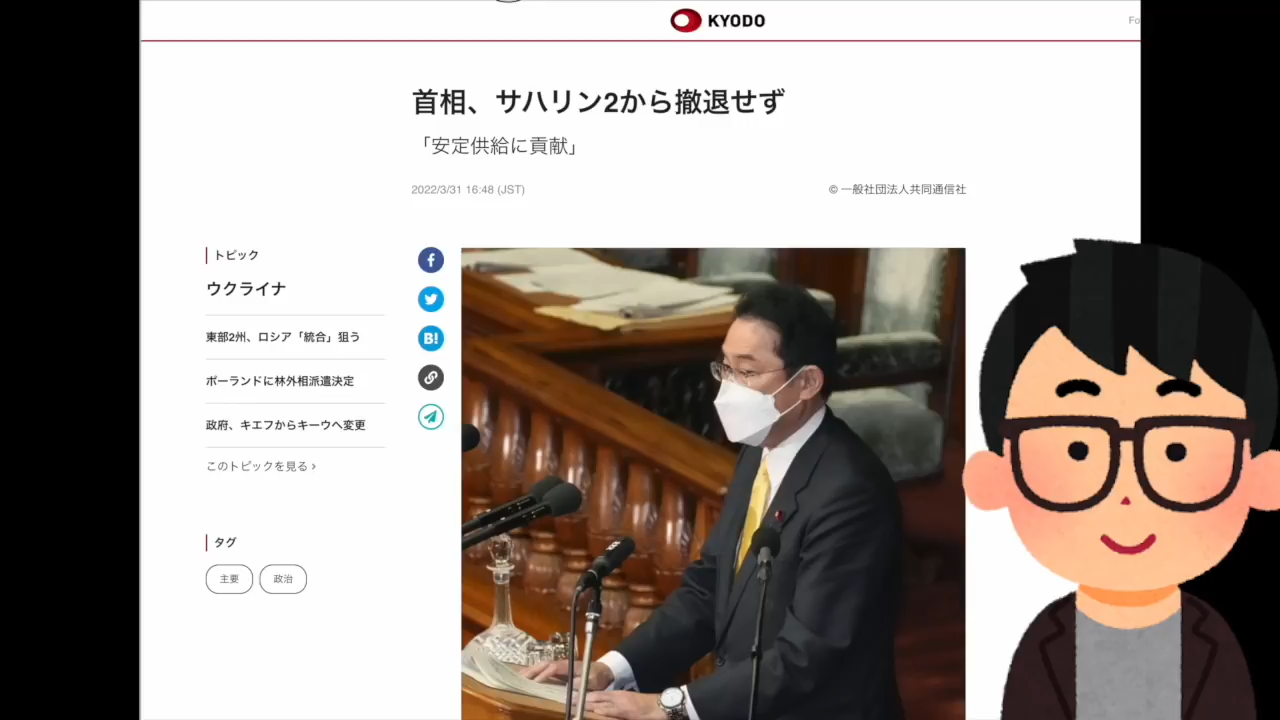 KYODO
Fo
首相、サハリン2から撤退せず
「安定供給に貢献」
2022/3/31 16:48 (JST)
© 一般社団法人共同通信社
トピック
ウクライナ
東部2州、ロシア「統合」狙う
ポーランドに林外相派遣決定
政府、キエフからキーウへ変更
このトピックを見る ›
タグ
主要
政治
B!